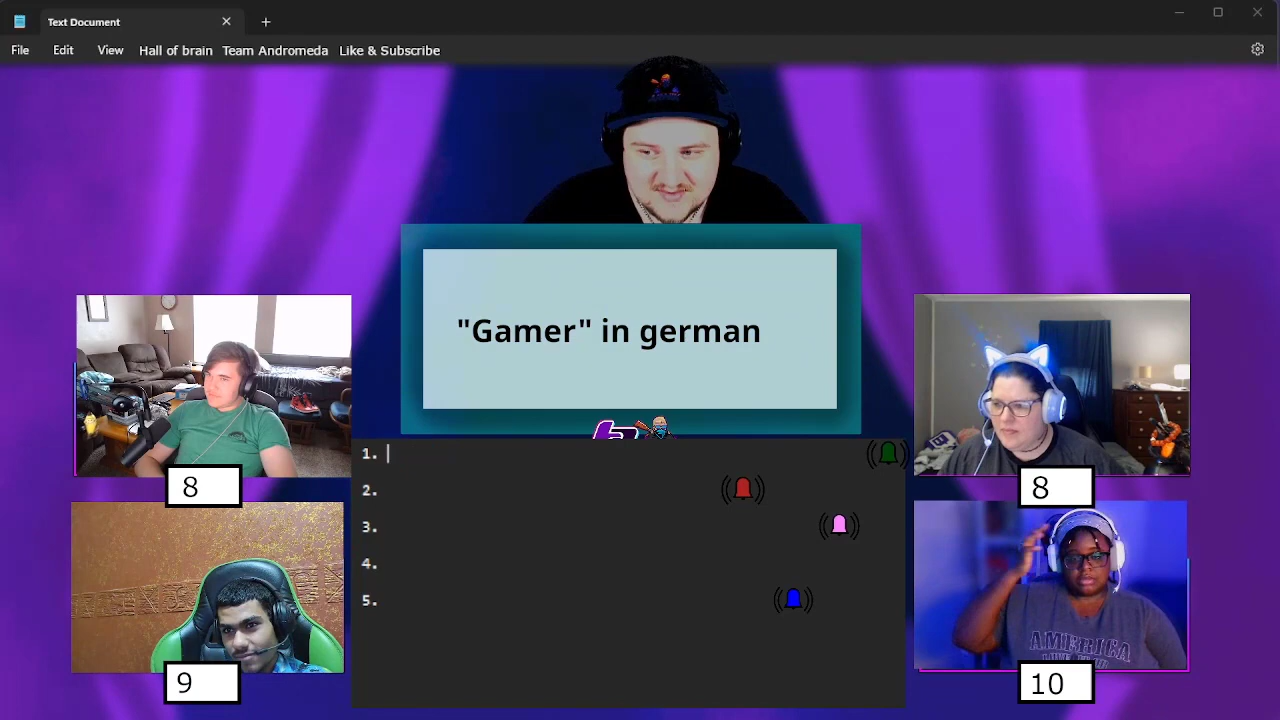 Text Document
File Edit View Hall of brain Team Andromeda Like & Subscribe
"Gamer" in german
1.
2.
3.
4.
5.
8
8
9
10
AMERICA